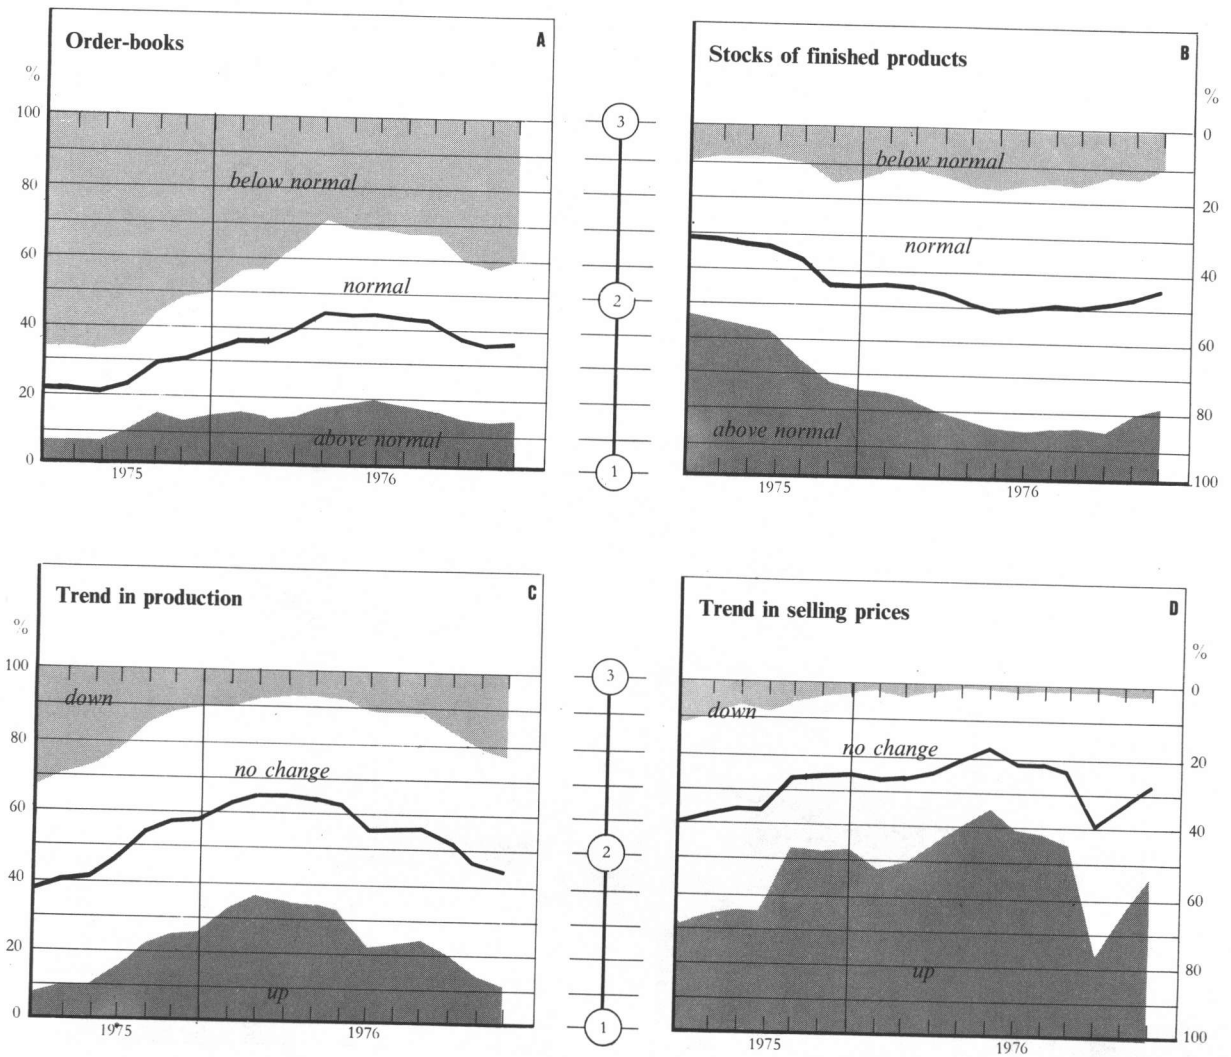 Order-books A
%
100
80
60
40
20
0
below normal
normal
above normal
1975 1976
3
2
1
Stocks of finished products B
%
0
20
40
60
80
100
below normal
normal
above normal
1975 1976
Trend in production C
%
100
80
60
40
20
0
down
no change
up
1975 1976
3
2
1
Trend in selling prices D
%
0
20
40
60
80
100
down
no change
up
1975 1976